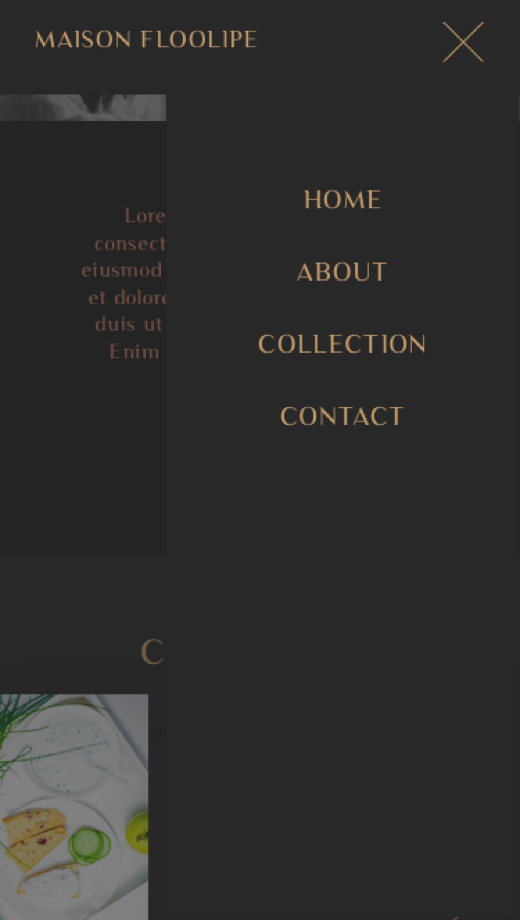 MAISON FLOOLIPE
HOME
ABOUT
COLLECTION
CONTACT
Lore
consect
eiusmod
et dolore
duis ut
Enim
C